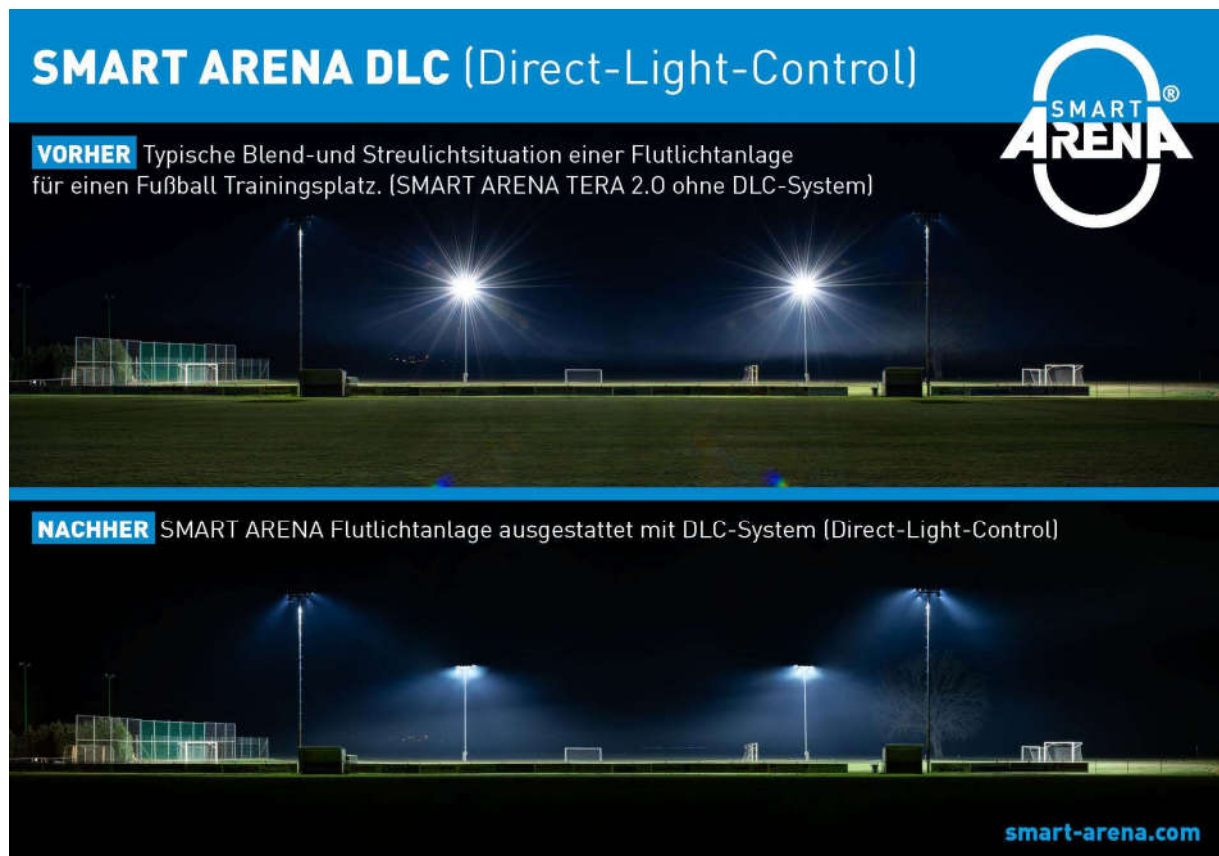 SMART ARENA DLC (Direct-Light-Control)
SMART
ARENA®
VORHER Typische Blend-und Streulichtsituation einer Flutlichtanlage
für einen Fußball Trainingsplatz. (SMART ARENA TERA 2.0 ohne DLC-System)
NACHHER SMART ARENA Flutlichtanlage ausgestattet mit DLC-System (Direct-Light-Control)
smart-arena.com